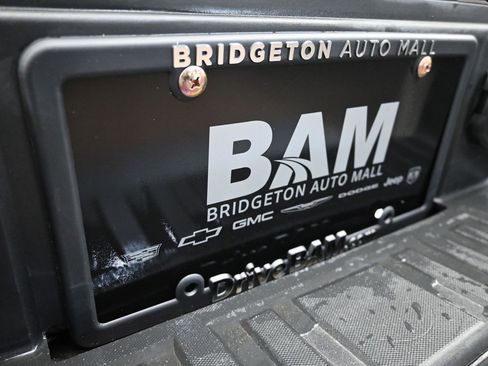 BRIDGETON AUTO MALL
BAM
BRIDGETON AUTO MALL
GMC DODGE Jeep
DriveBAM